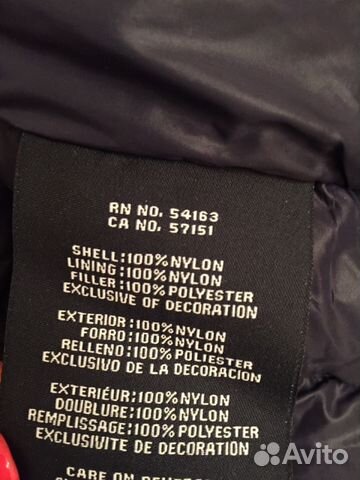 RN NO. 54163
CA NO. 57151
SHELL:100%NYLON
LINING:100%NYLON
FILLER:100%POLYESTER
EXCLUSIVE OF DECORATION
EXTERIOR:100%NYLON
FORRO:100%NYLON
RELLENO:100%POLIESTER
EXCLUSIVO DE LA DECORACION
EXTERIEÚR:100%NYLON
DOUBLURE:100%NYLON
REMPLISSAGE:100%POLYESTER
EXCLUSIVITE DE DECORATION
CARE ON
Avito